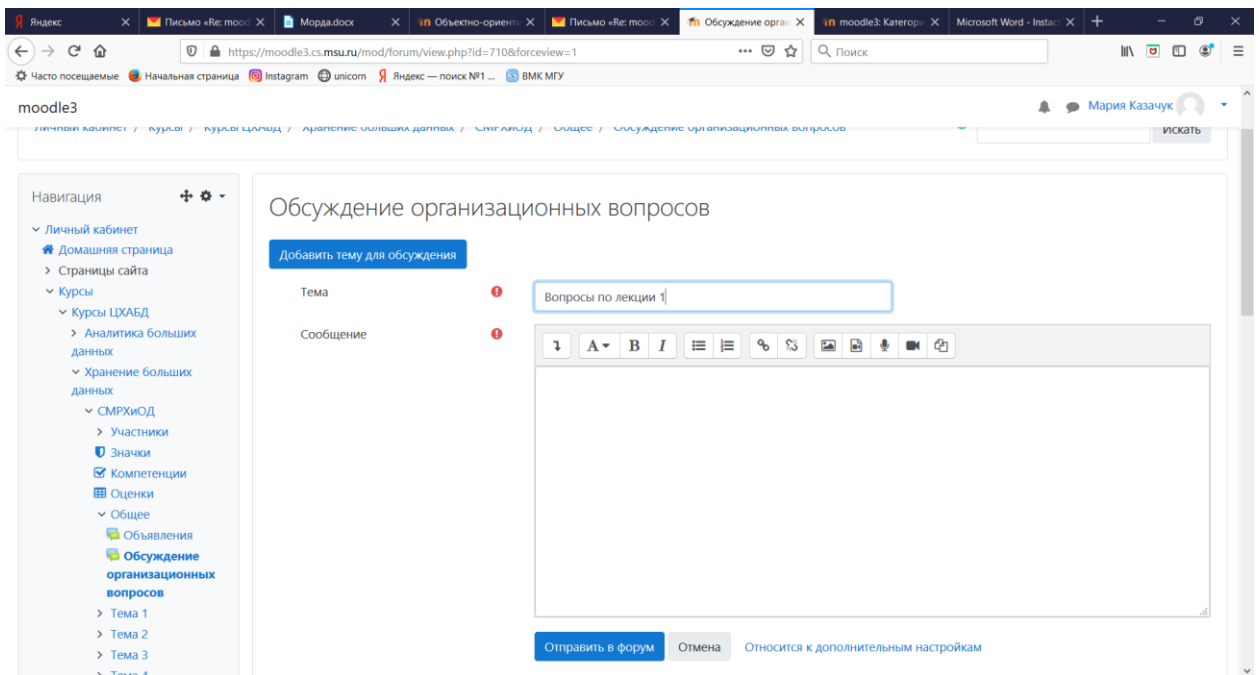 Яндекс
Письмо «Re: mood
Морда.docx
Объектно-ориенти
Письмо «Re: mood
Обсуждение орган
moodle3: Категори
Microsoft Word - Instact
https://moodle3.cs.msu.ru/mod/forum/view.php?id=710&forceview=1
Поиск
Часто посещаемые
Начальная страница
Instagram
unicorn
Яндекс — поиск №1 ...
ВМК МГУ
moodle3
Мария Казачук
Личный кабинет / Курсы / Курсы ЦХАБД / Хранение больших данных / СМРХиОД / Общее / Обсуждение организационных вопросов
Искать
Навигация
Личный кабинет
Домашняя страница
Страницы сайта
Курсы
Курсы ЦХАБД
Аналитика больших
данных
Хранение больших
данных
СМРХиОД
Участники
Значки
Компетенции
Оценки
Общее
Объявления
Обсуждение
организационных
вопросов
Тема 1
Тема 2
Тема 3
Тема 4
Обсуждение организационных вопросов
Добавить тему для обсуждения
Тема
Вопросы по лекции 1
Сообщение
A B I
Отправить в форум
Отмена
Относится к дополнительным настройкам